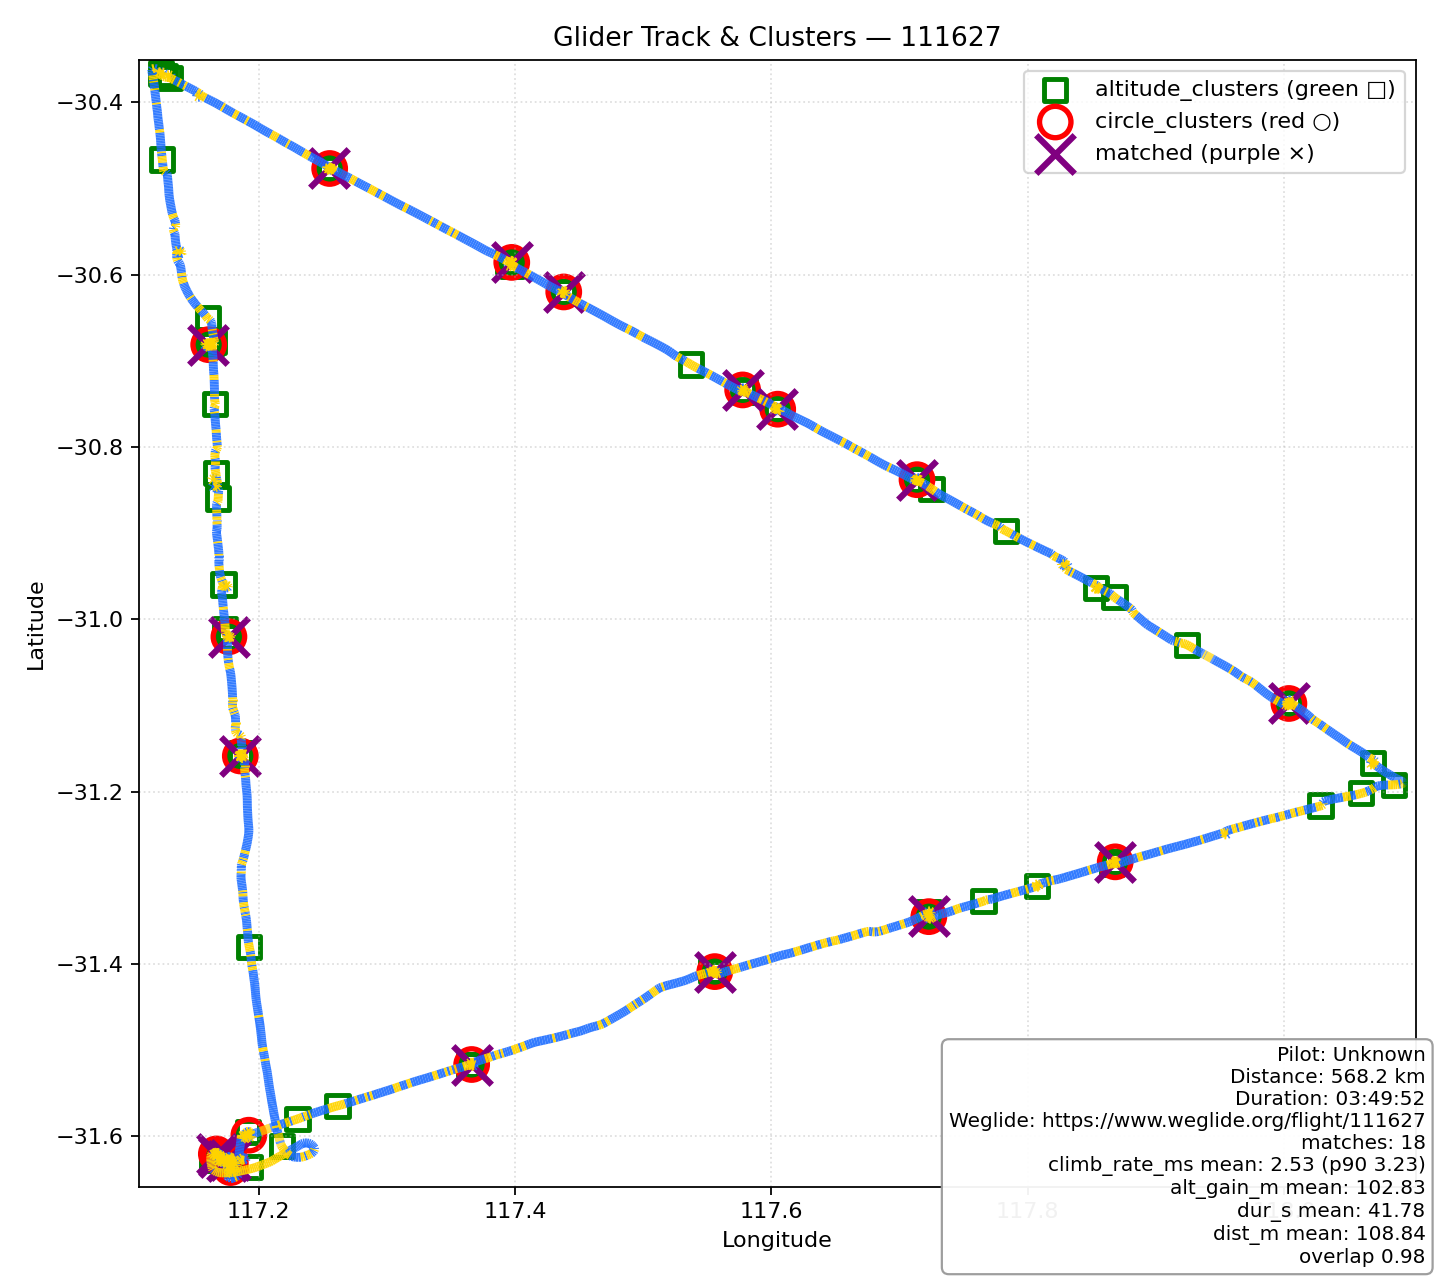 Glider Track & Clusters — 111627
altitude_clusters (green □)
circle_clusters (red ○)
matched (purple ×)
−30.4
−30.6
−30.8
−31.0
−31.2
−31.4
−31.6
Latitude
117.2
117.4
117.6
117.8
Longitude
Pilot: Unknown
Distance: 568.2 km
Duration: 03:49:52
Weglide: https://www.weglide.org/flight/111627
matches: 18
climb_rate_ms mean: 2.53 (p90 3.23)
alt_gain_m mean: 102.83
dur_s mean: 41.78
dist_m mean: 108.84
overlap 0.98